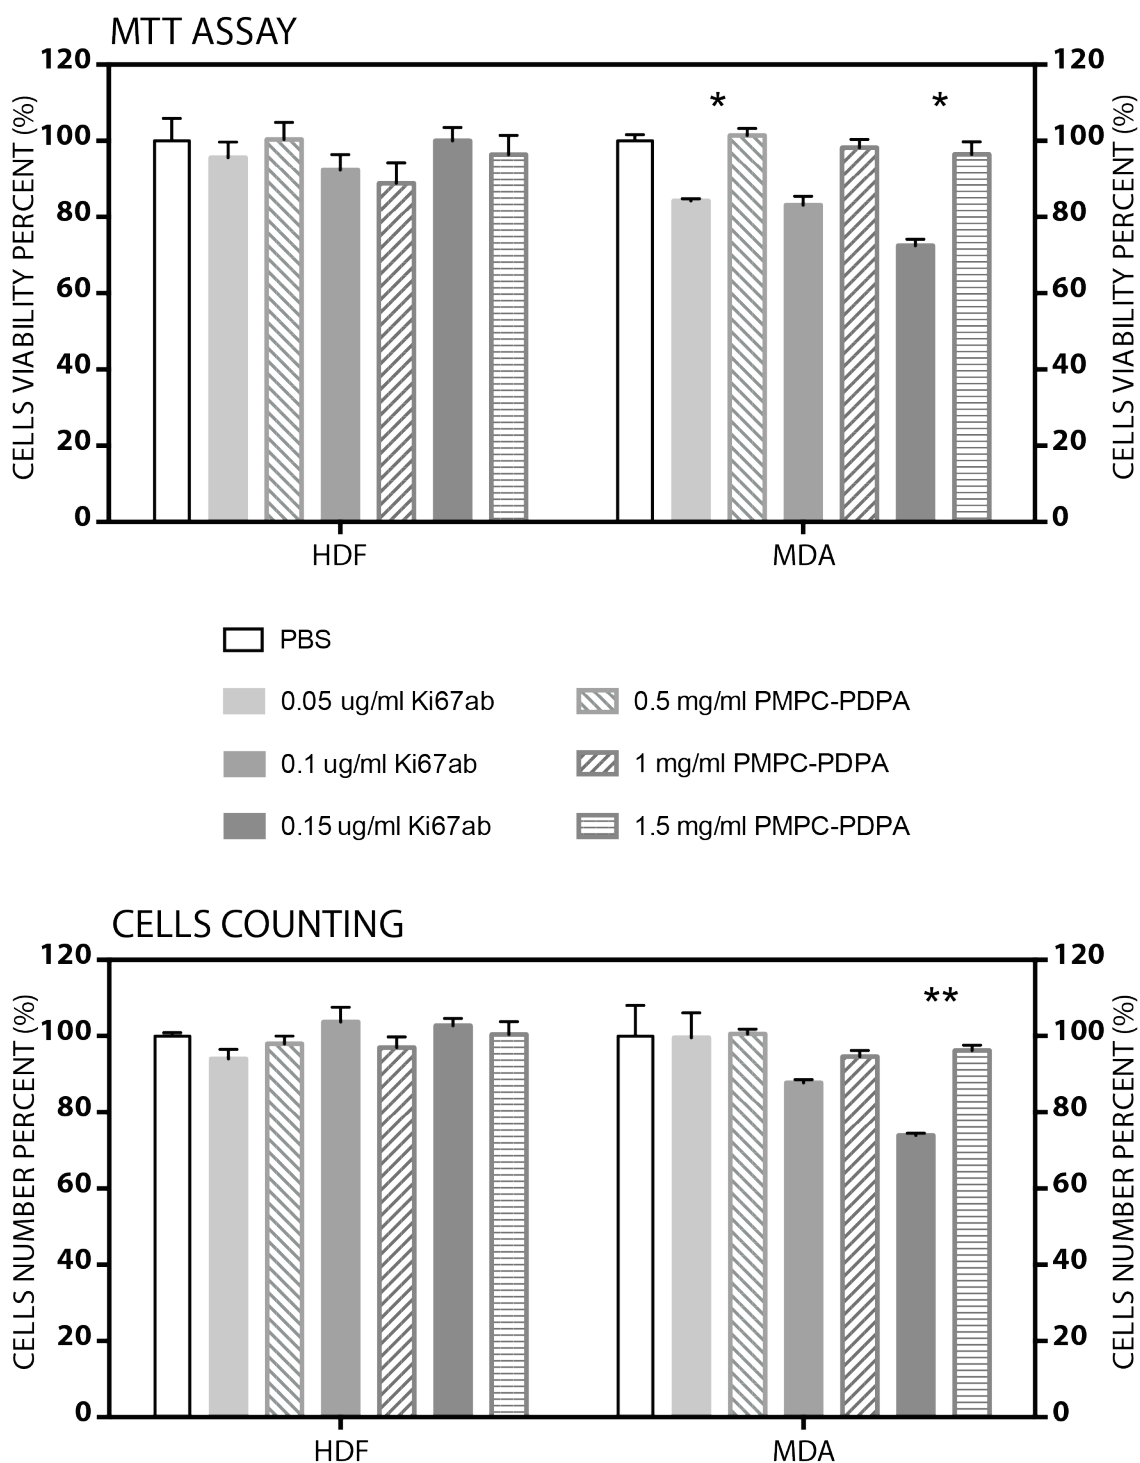 MTT ASSAY
120 120
100 100
80 80
60 60
40 40
20 20
0 0
CELLS VIABILITY PERCENT (%)
CELLS VIABILITY PERCENT (%)
* *
HDF MDA
PBS
0.05 ug/ml Ki67ab 0.5 mg/ml PMPC-PDPA
0.1 ug/ml Ki67ab 1 mg/ml PMPC-PDPA
0.15 ug/ml Ki67ab 1.5 mg/ml PMPC-PDPA
CELLS COUNTING
120 120
100 100
80 80
60 60
40 40
20 20
0 0
CELLS NUMBER PERCENT (%)
CELLS NUMBER PERCENT (%)
**
HDF MDA